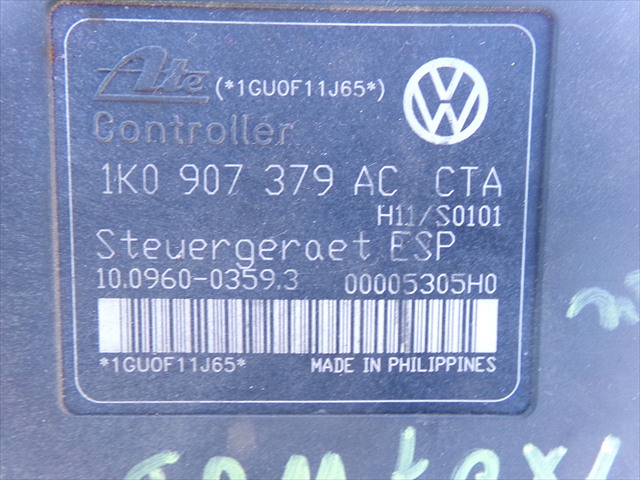 Ate (*1GU0F11J65*)
Controller
1K0 907 379 AC CTA
H11/S0101
Steuergeraet ESP
10.0960-0359.3 00005305H0
*1GU0F11J65* MADE IN PHILIPPINES